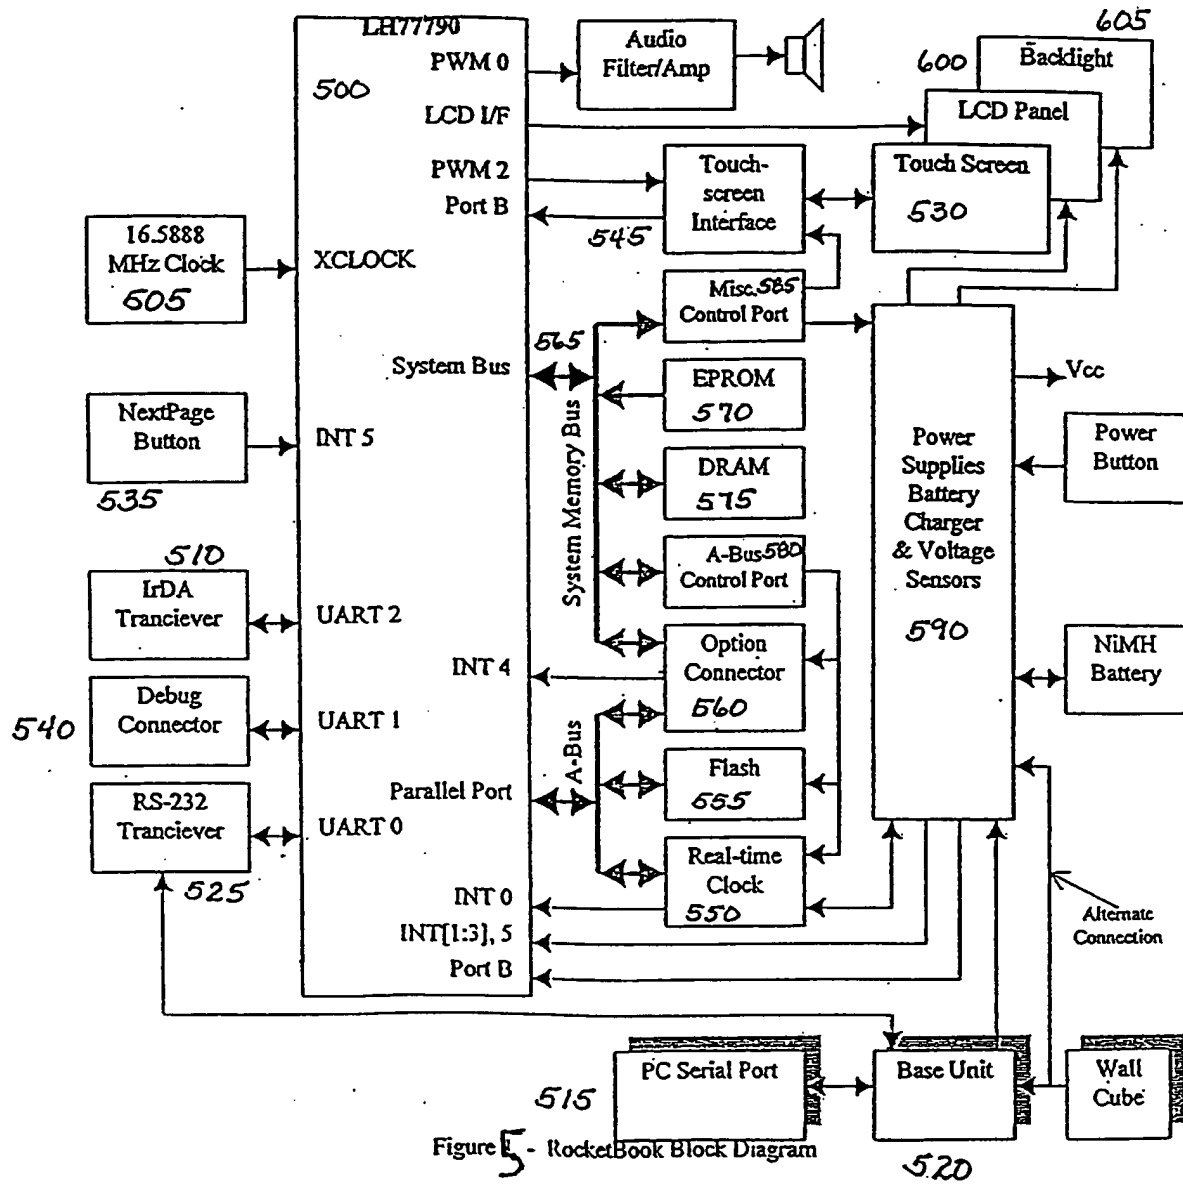 LH77790
500
PWM 0
LCD I/F
PWM 2
Port B
XCLOCK
System Bus
INT 5
UART 2
INT 4
UART 1
Parallel Port
UART 0
INT 0
INT[1:3], 5
Port B
Audio
Filter/Amp
605
Backlight
600
LCD Panel
Touch Screen
530
Touch-
screen
Interface
545
16.5888
MHz Clock
505
Misc. 585
Control Port
565
EPROM
570
NextPage
Button
535
DRAM
575
System Memory Bus
A-Bus 580
Control Port
510
IrDA
Tranciever
Option
Connector
560
Debug
Connector
540
A-Bus
Flash
555
RS-232
Tranciever
525
Real-time
Clock
550
Power
Supplies
Battery
Charger
& Voltage
Sensors
590
Vcc
Power
Button
NiMH
Battery
Alternate
Connection
PC Serial Port
515
Base Unit
520
Wall
Cube
Figure 5 - RocketBook Block Diagram